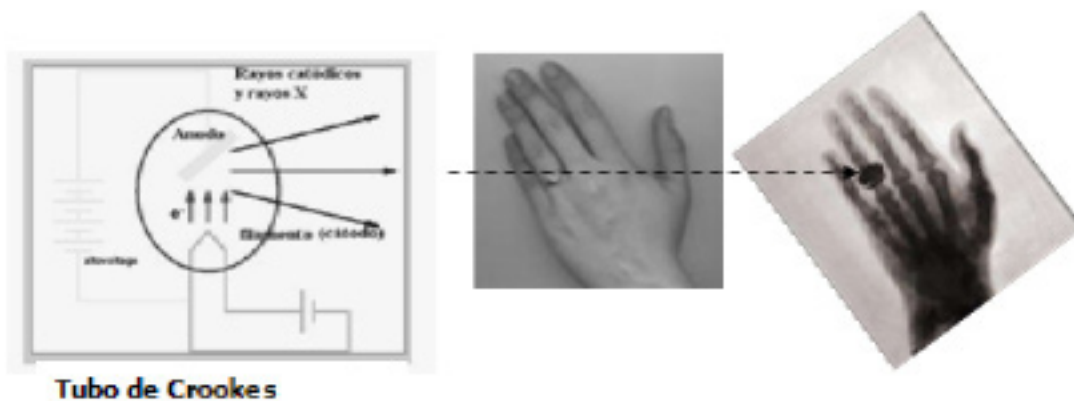 Rayos catódicos
y rayos X
Anodo
e-
filamento (cátodo)
alto voltaje
Tubo de Crookes